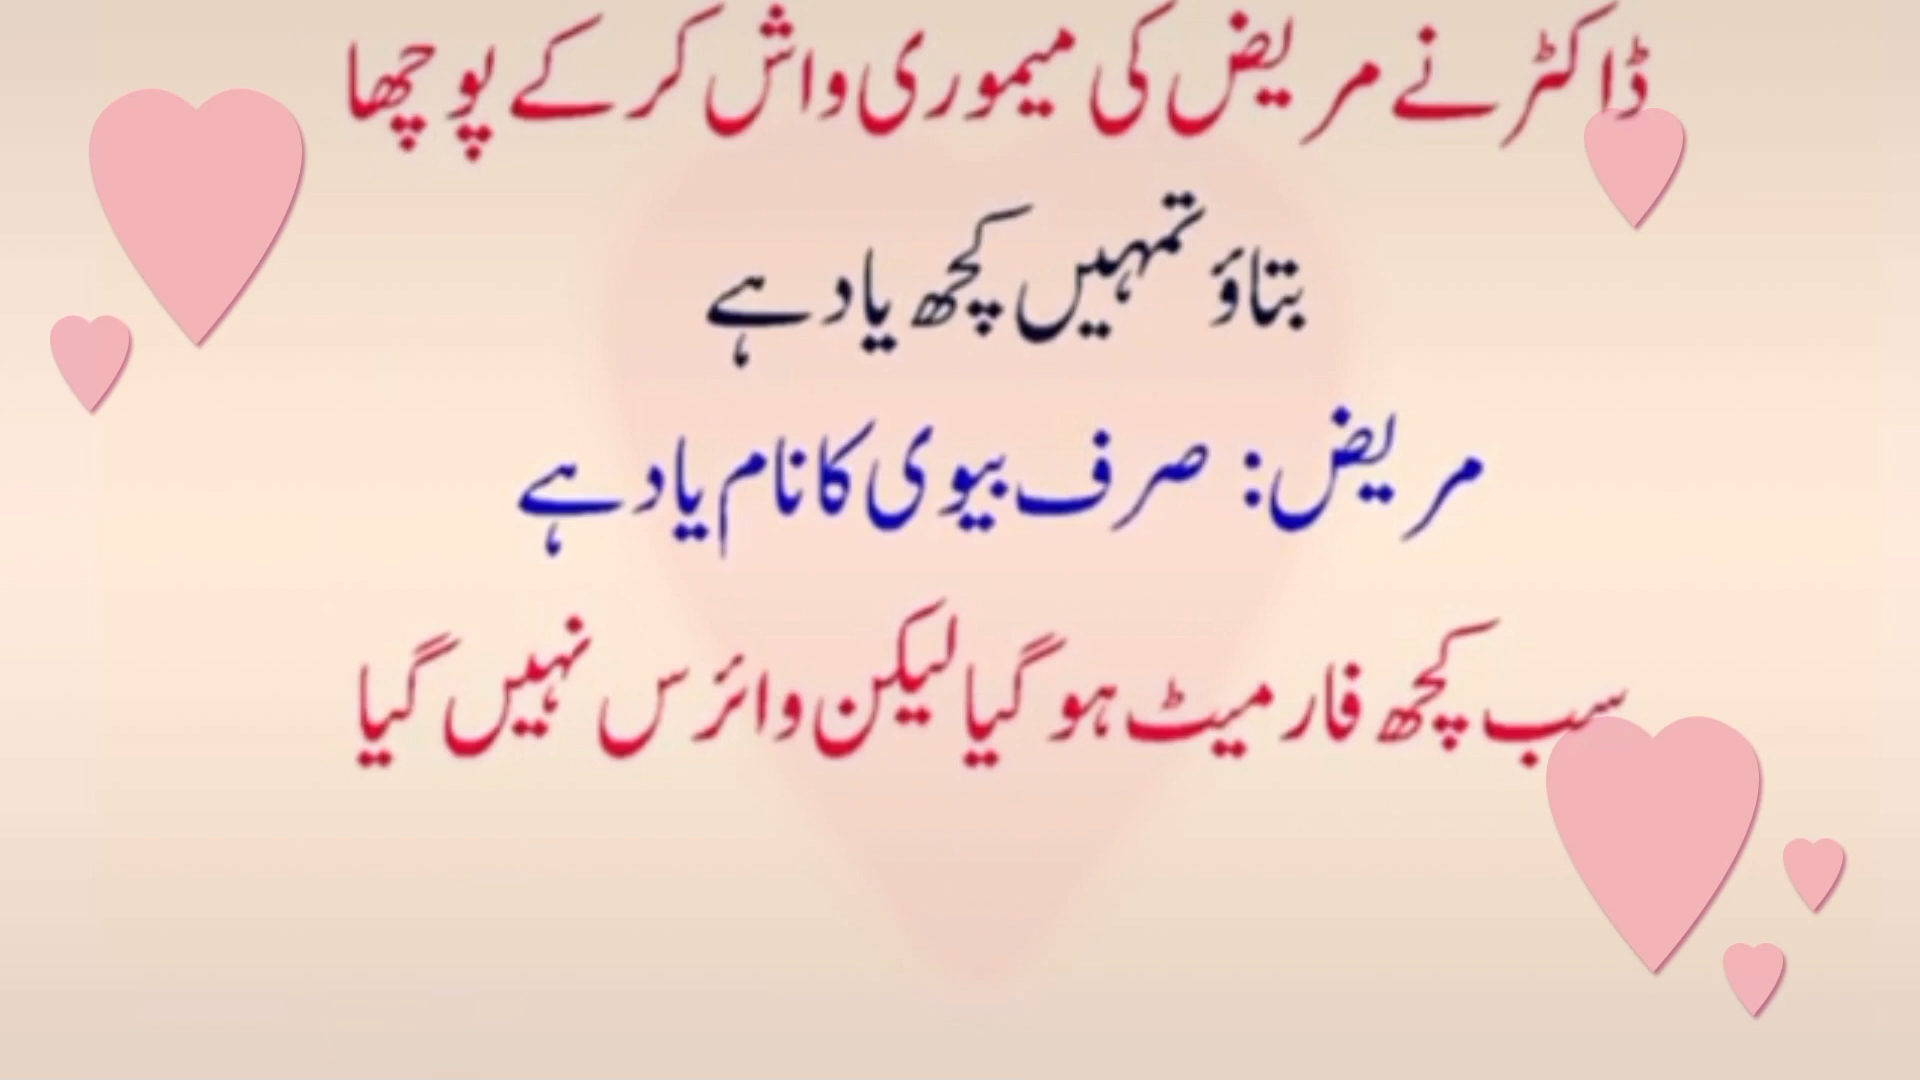 ڈاکٹر نے مریض کی میموری واش کر کے پوچھا
بتاؤ تمہیں کچھ یاد ہے
مریض: صرف بیوی کا نام یاد ہے
سب کچھ فارمیٹ ہو گیا لیکن وائرس نہیں گیا